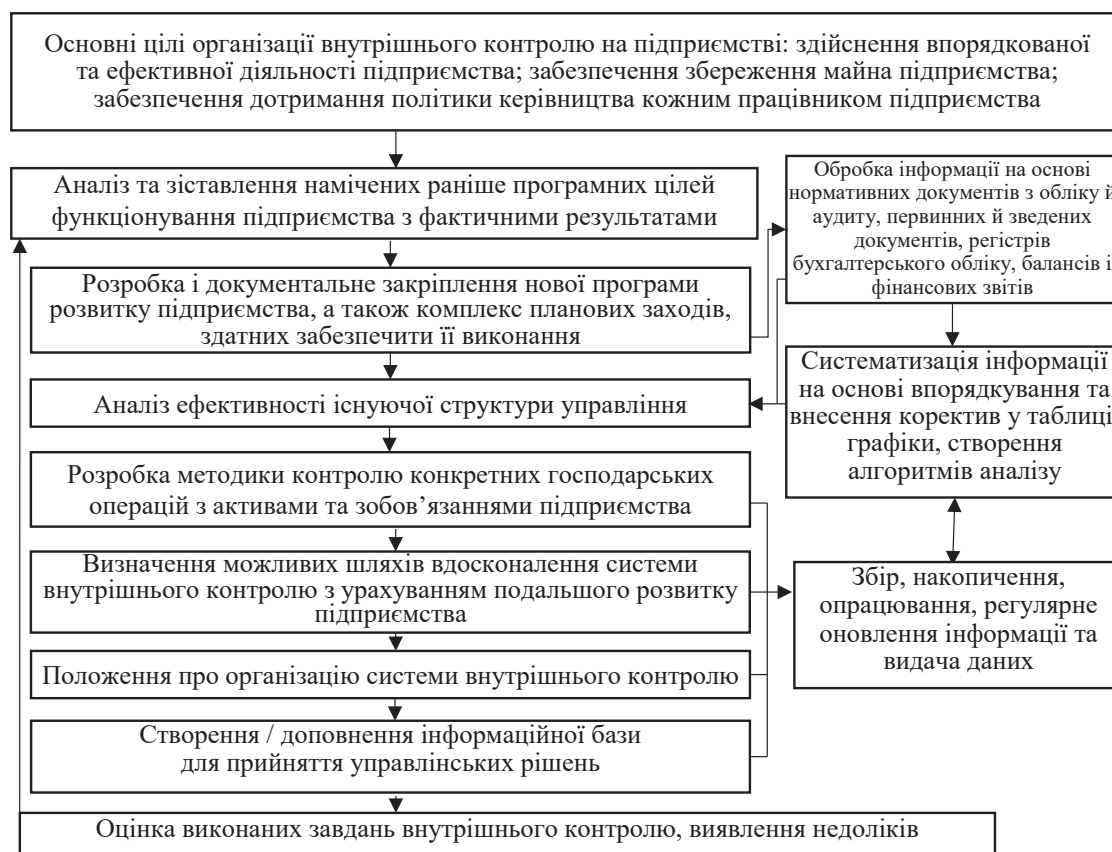 Основні цілі організації внутрішнього контролю на підприємстві: здійснення впорядкованої
та ефективної діяльності підприємства; забезпечення збереження майна підприємства;
забезпечення дотримання політики керівництва кожним працівником підприємства
Аналіз та зіставлення намічених раніше програмних цілей
функціонування підприємства з фактичними результатами
Розробка і документальне закріплення нової програми
розвитку підприємства, а також комплекс планових заходів,
здатних забезпечити її виконання
Аналіз ефективності існуючої структури управління
Розробка методики контролю конкретних господарських
операцій з активами та зобов’язаннями підприємства
Визначення можливих шляхів вдосконалення системи
внутрішнього контролю з урахуванням подальшого розвитку
підприємства
Положення про організацію системи внутрішнього контролю
Створення / доповнення інформаційної бази
для прийняття управлінських рішень
Оцінка виконаних завдань внутрішнього контролю, виявлення недоліків
Обробка інформації на основі
нормативних документів з обліку й
аудиту, первинних й зведених
документів, регістрів
бухгалтерського обліку, балансів і
фінансових звітів
Систематизація інформації
на основі впорядкування та
внесення коректив у таблиці,
графіки, створення
алгоритмів аналізу
Збір, накопичення,
опрацювання, регулярне
оновлення інформації та
видача даних